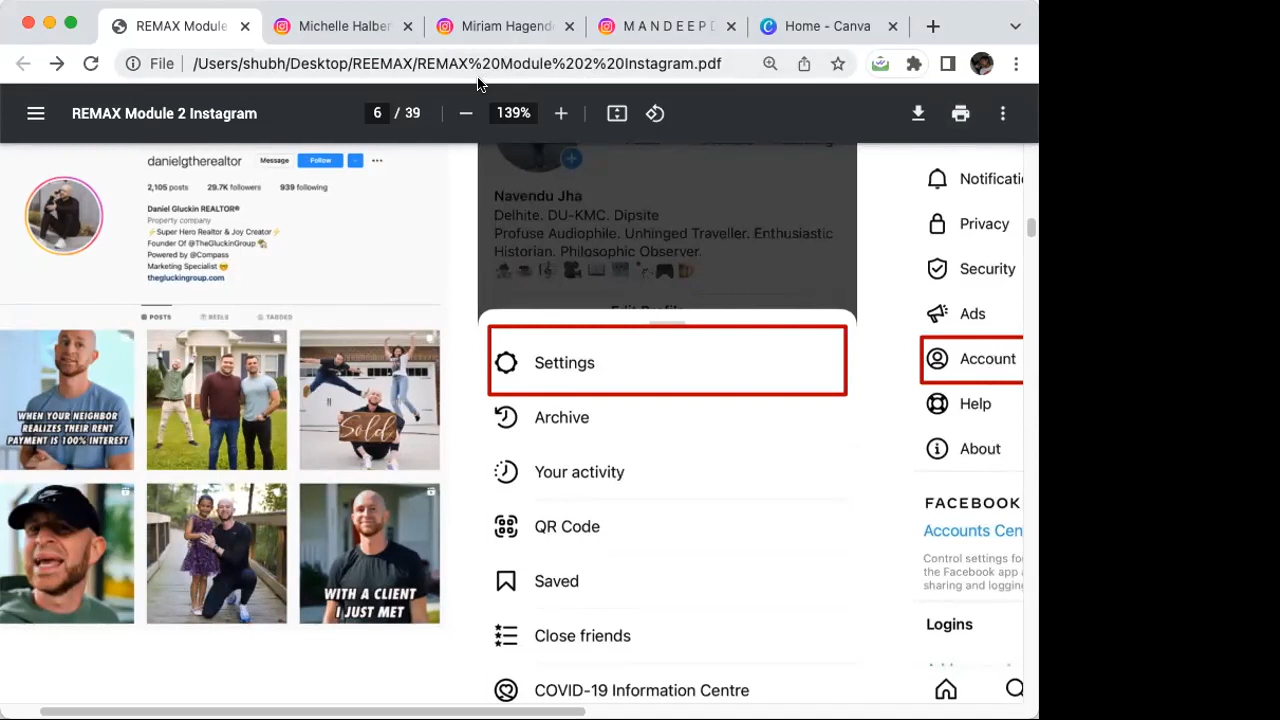 REMAX Module
Michelle Halber
Miriam Hagend
M A N D E E P D
Home - Canva
File
/Users/shubh/Desktop/REEMAX/REMAX%20Module%202%20Instagram.pdf
REMAX Module 2 Instagram
6 / 39
139%
danielgtherealtor
Message
Follow
2,105 posts
29.7K followers
939 following
Daniel Gluckin REALTOR®
Property company
⚡Super Hero Realtor & Joy Creator⚡
Founder Of @TheGluckinGroup
Powered by @Compass
Marketing Specialist
thegluckingroup.com
POSTS
REELS
TAGGED
WHEN YOUR NEIGHBOR
REALIZES THEIR RENT
PAYMENT IS 100% INTEREST
Sold
WITH A CLIENT
I JUST MET
Navendu Jha
Delhite. DU-KMC. Dipsite
Profuse Audiophile. Unhinged Traveller. Enthusiastic
Historian. Philosophic Observer.
Edit Profile
Settings
Archive
Your activity
QR Code
Saved
Close friends
COVID-19 Information Centre
Notificati
Privacy
Security
Ads
Account
Help
About
FACEBOOK
Accounts Cen
Control settings fo
the Facebook app
sharing and loggin
Logins